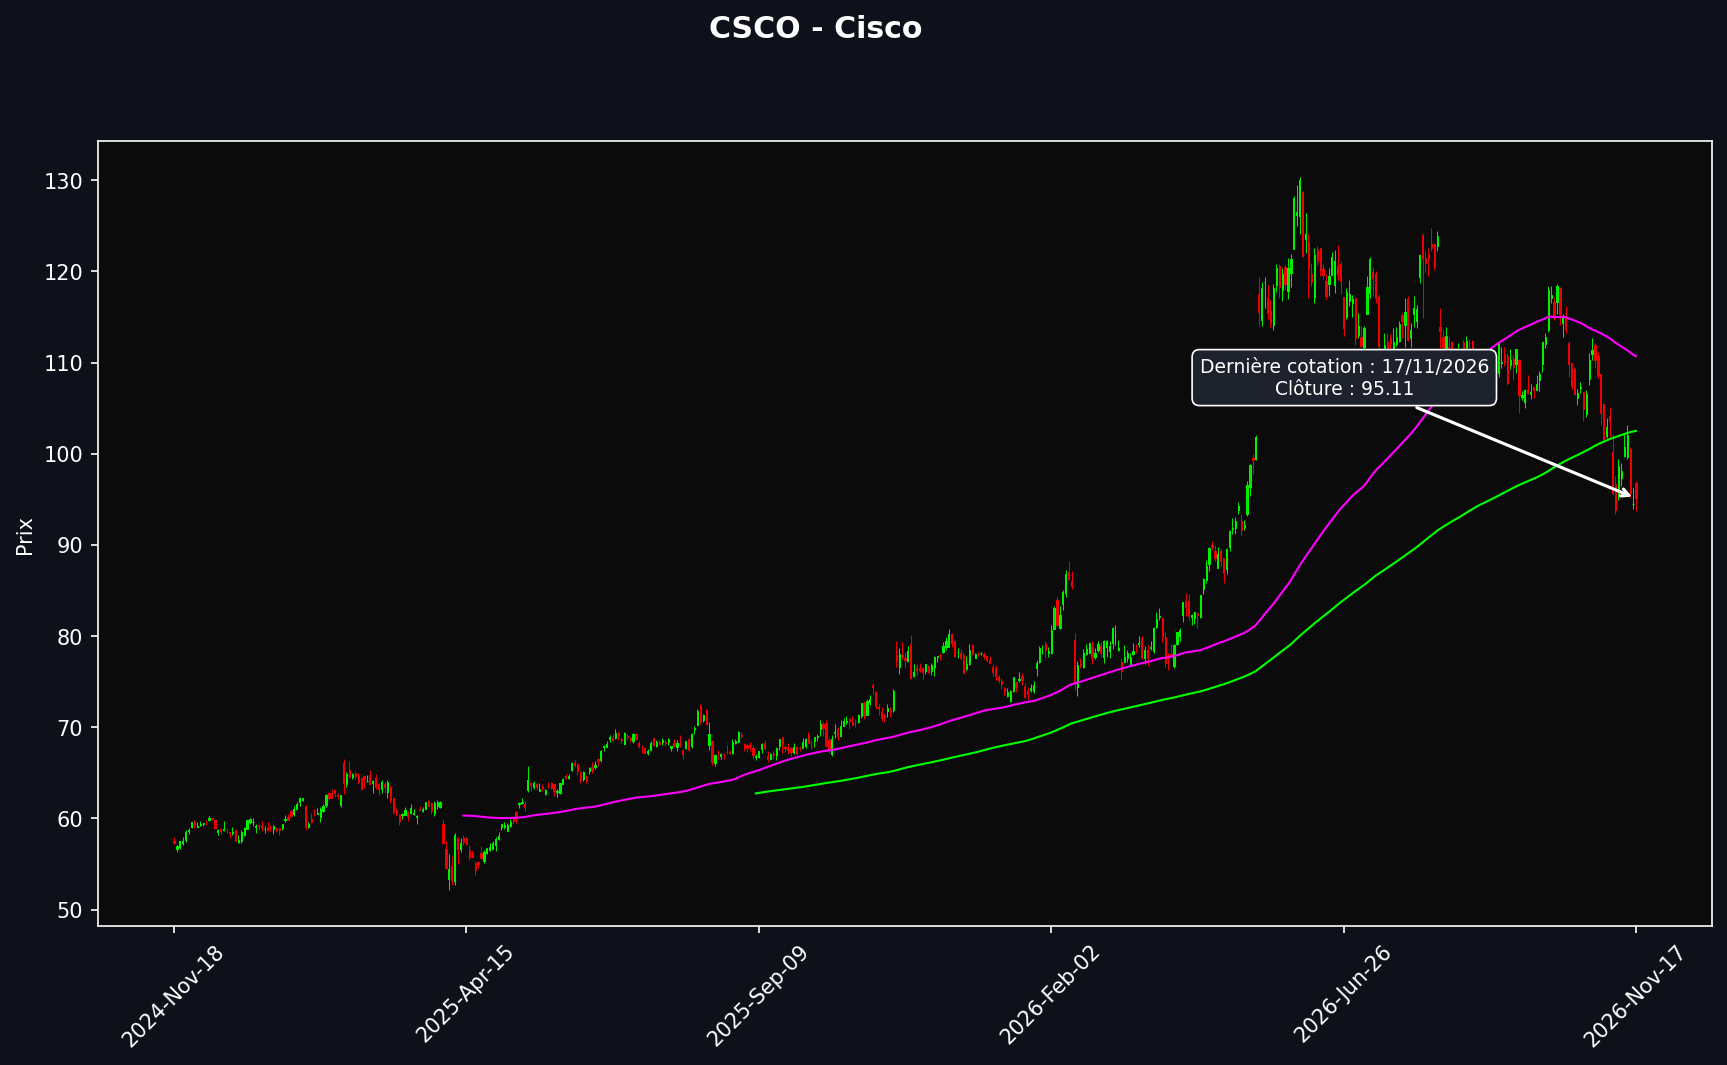 CSCO - Cisco
Prix
130
120
110
100
90
80
70
60
50
Dernière cotation : 17/11/2026
Clôture : 95.11
2024-Nov-18
2025-Apr-15
2025-Sep-09
2026-Feb-02
2026-Jun-26
2026-Nov-17